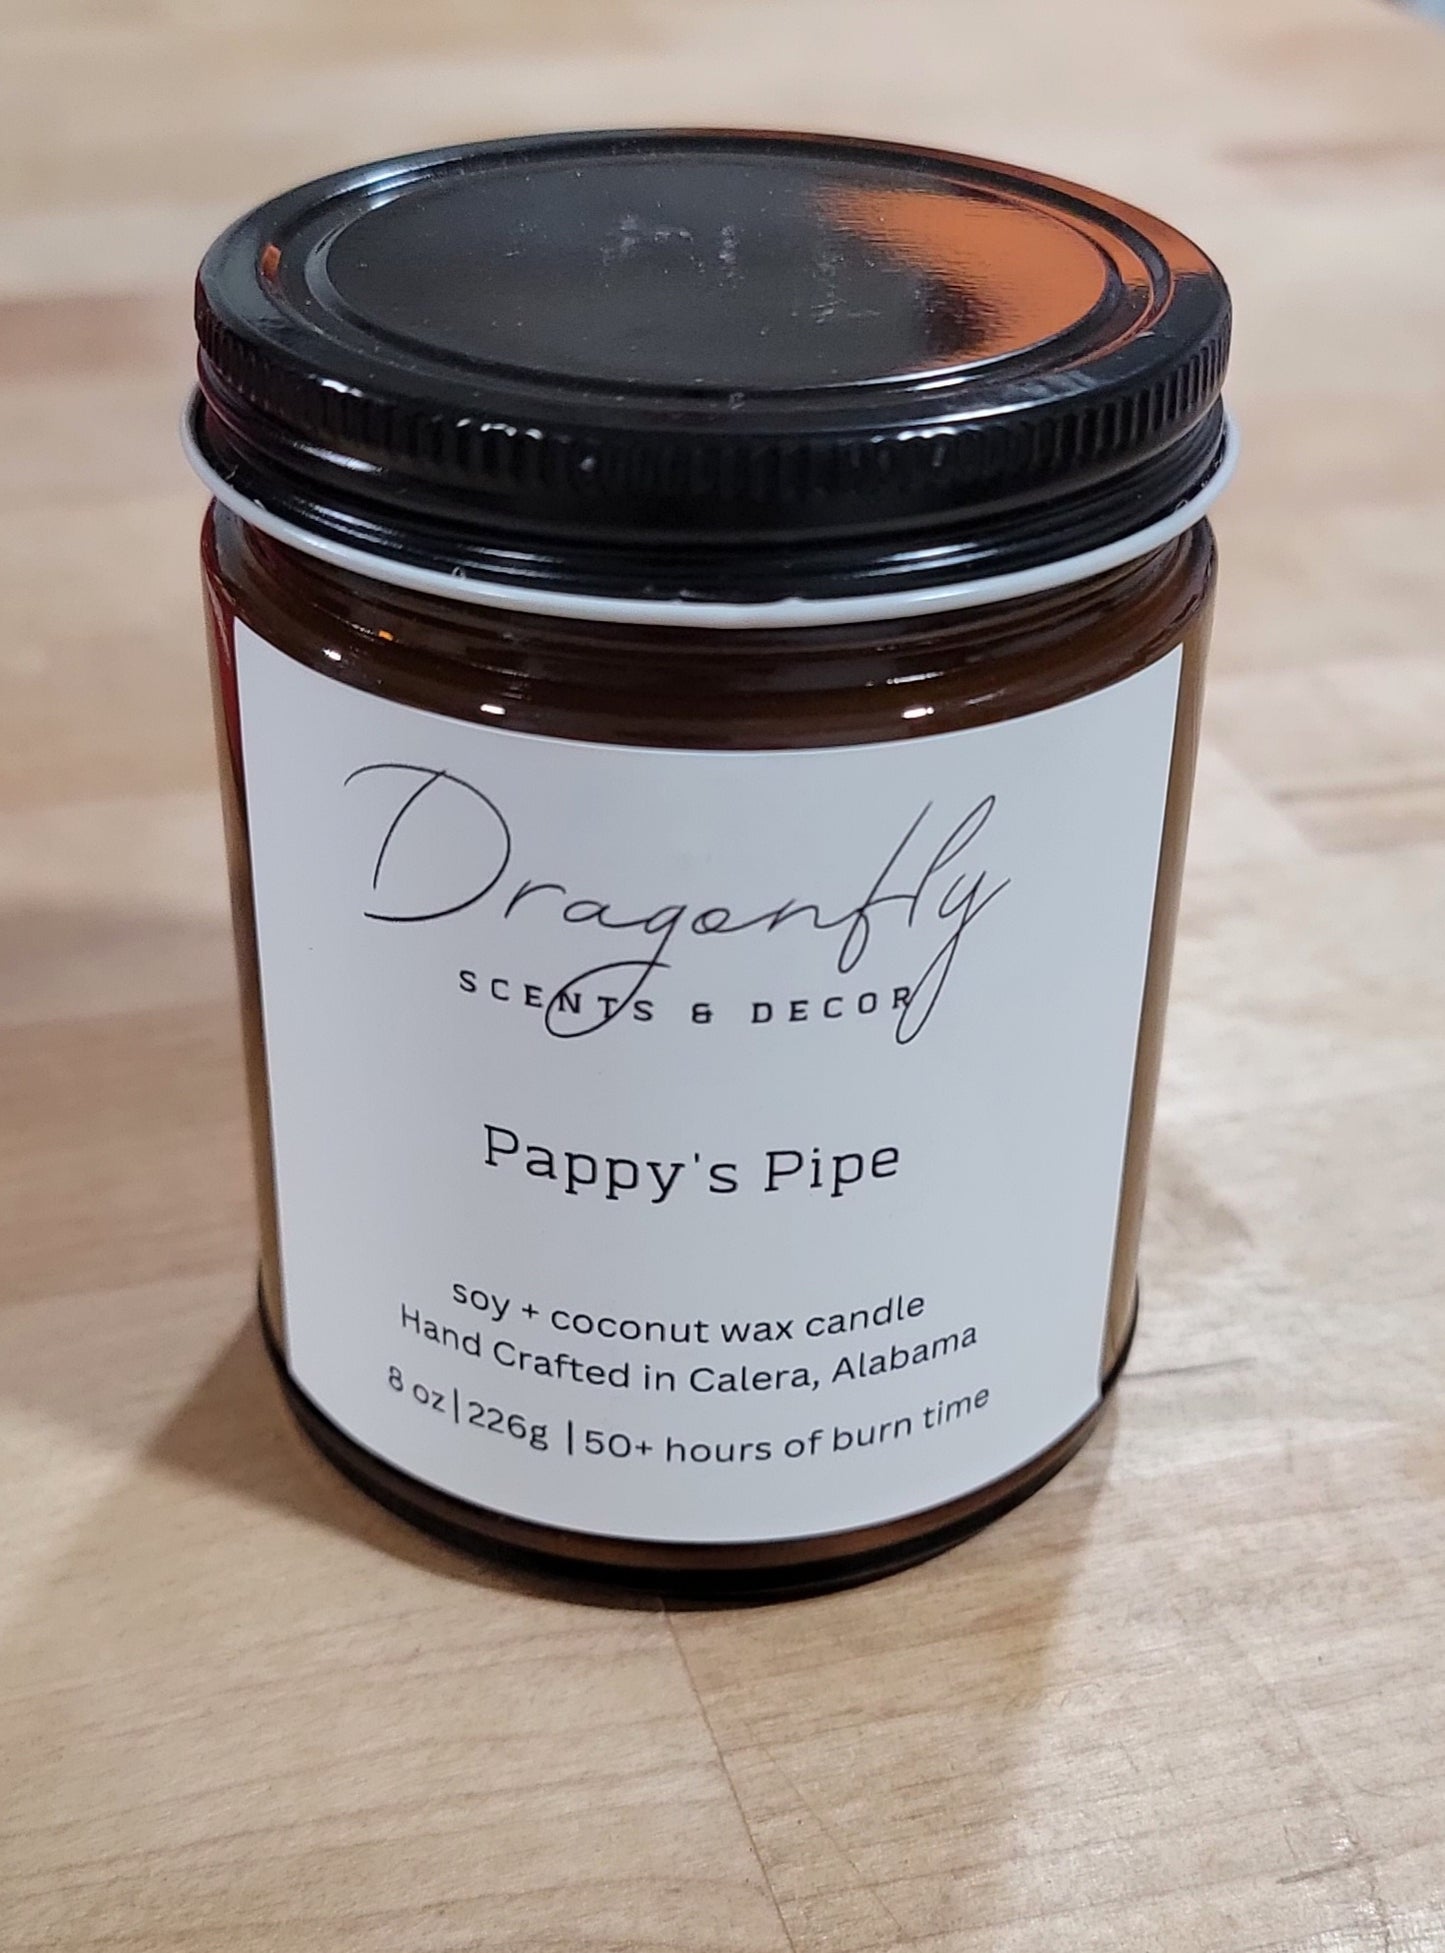 Dragonfly
SCENTS & DECOR
Pappy's Pipe
soy + coconut wax candle
Hand Crafted in Calera, Alabama
8 oz|226g |50+ hours of burn time